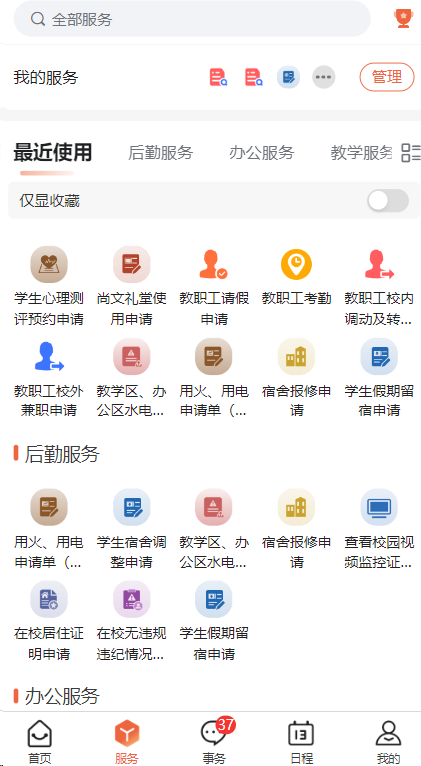 全部服务
我的服务
管理
最近使用 后勤服务 办公服务 教学服务
仅显收藏
学生心理测 尚文礼堂使 教职工请假 教职工考勤 教职工校内
评预约申请 用申请 申请 调动及转...
教职工校外 教学区、办 用火、用电 宿舍报修申 学生假期留
兼职申请 公区水电... 申请单（... 请 宿申请
后勤服务
用火、用电 学生宿舍调 教学区、办 宿舍报修申 查看校园视
申请单（... 整申请 公区水电... 请 频监控证...
在校居住证 在校无违规 学生假期留
明申请 违纪情况... 宿申请
办公服务
37
13
首页 服务 事务 日程 我的